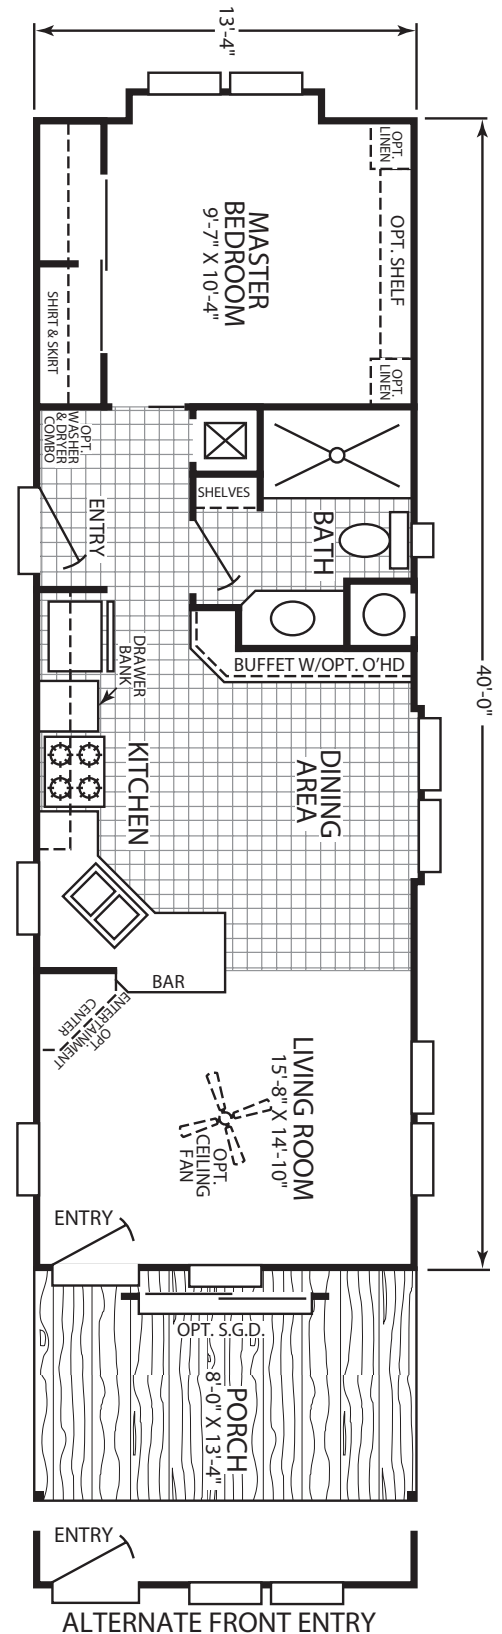 13'-4"
OPT.
LINEN
MASTER
BEDROOM
9'-7" X 10'-4"
OPT. SHELF
SHIRT & SKIRT
OPT.
LINEN
OPT.
WASHER
& DRYER
COMBO
SHELVES
ENTRY
BATH
DRAWER
BANK
BUFFET W/OPT. O'HD
40'-0"
KITCHEN
DINING
AREA
BAR
OPT.
ENTERTAINMENT
CENTER
LIVING ROOM
15'-8" X 14'-10"
OPT.
CEILING
FAN
ENTRY
OPT. S.G.D.
PORCH
8'-0" X 13'-4"
ENTRY
ALTERNATE FRONT ENTRY